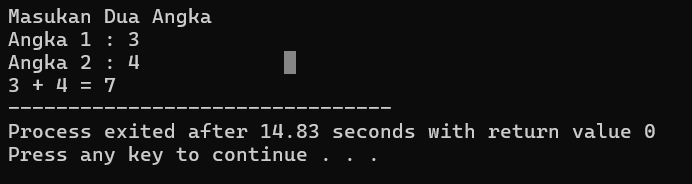 Masukan Dua Angka
Angka 1 : 3
Angka 2 : 4
3 + 4 = 7
--------------------------------
Process exited after 14.83 seconds with return value 0
Press any key to continue . . .